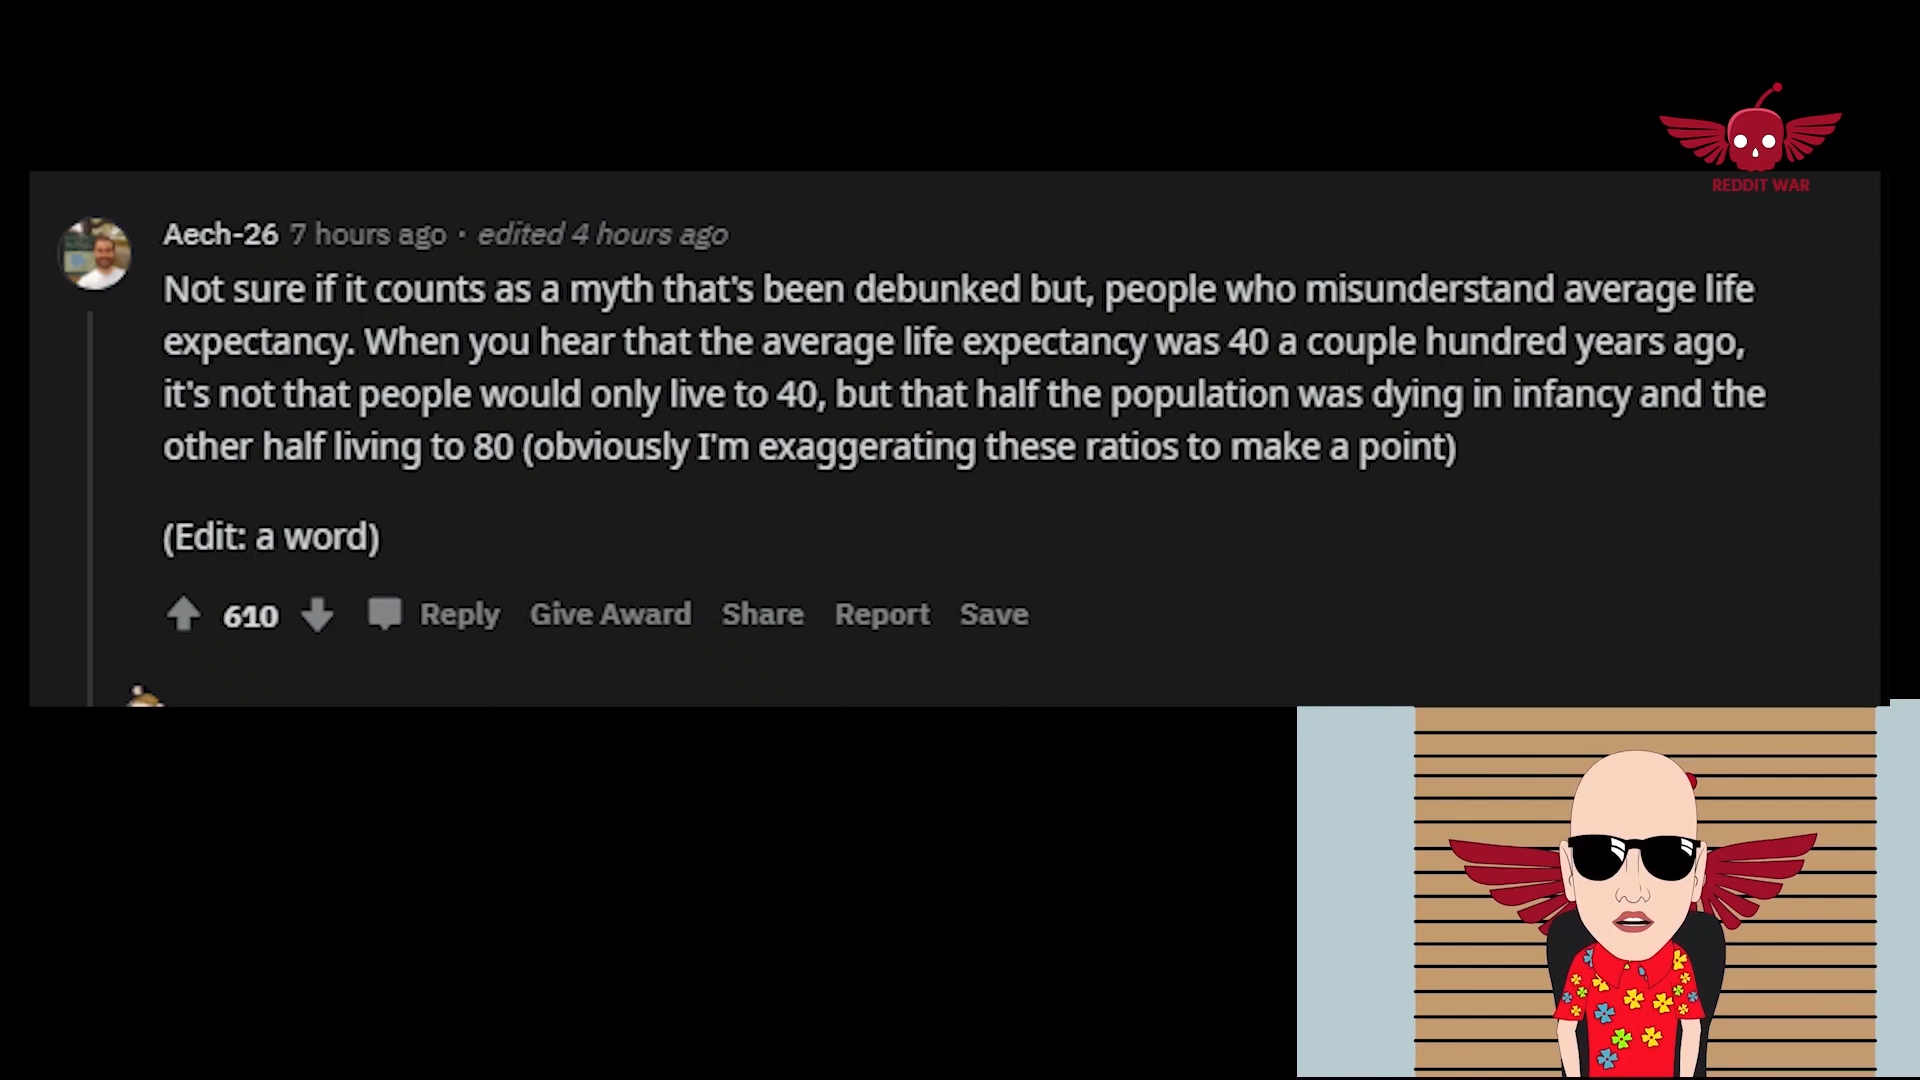 REDDIT WAR
Aech-26 7 hours ago · edited 4 hours ago
Not sure if it counts as a myth that's been debunked but, people who misunderstand average life
expectancy. When you hear that the average life expectancy was 40 a couple hundred years ago,
it's not that people would only live to 40, but that half the population was dying in infancy and the
other half living to 80 (obviously I'm exaggerating these ratios to make a point)
(Edit: a word)
610 Reply Give Award Share Report Save